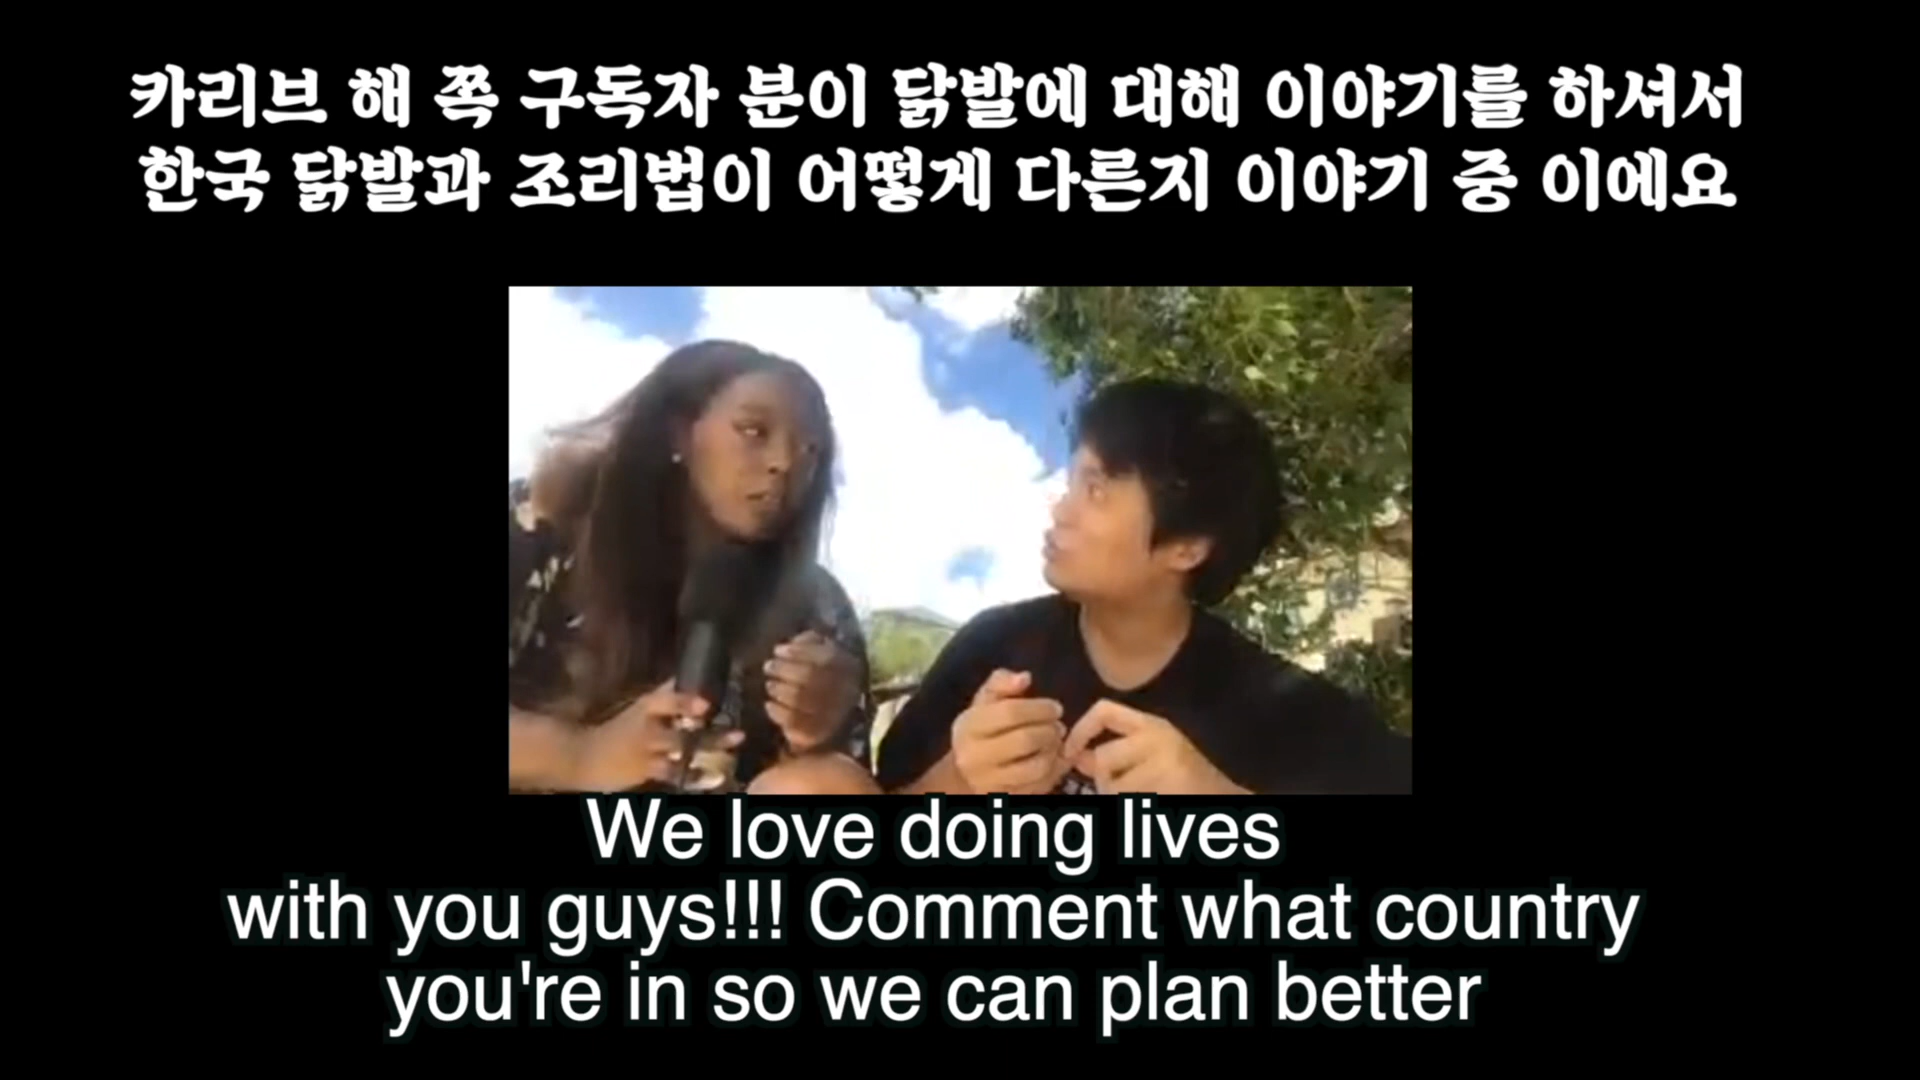 카리브 해 쪽 구독자 분이 닭발에 대해 이야기를 하셔서
한국 닭발과 조리법이 어떻게 다른지 이야기 중 이에요
We love doing lives
with you guys!!! Comment what country
you're in so we can plan better